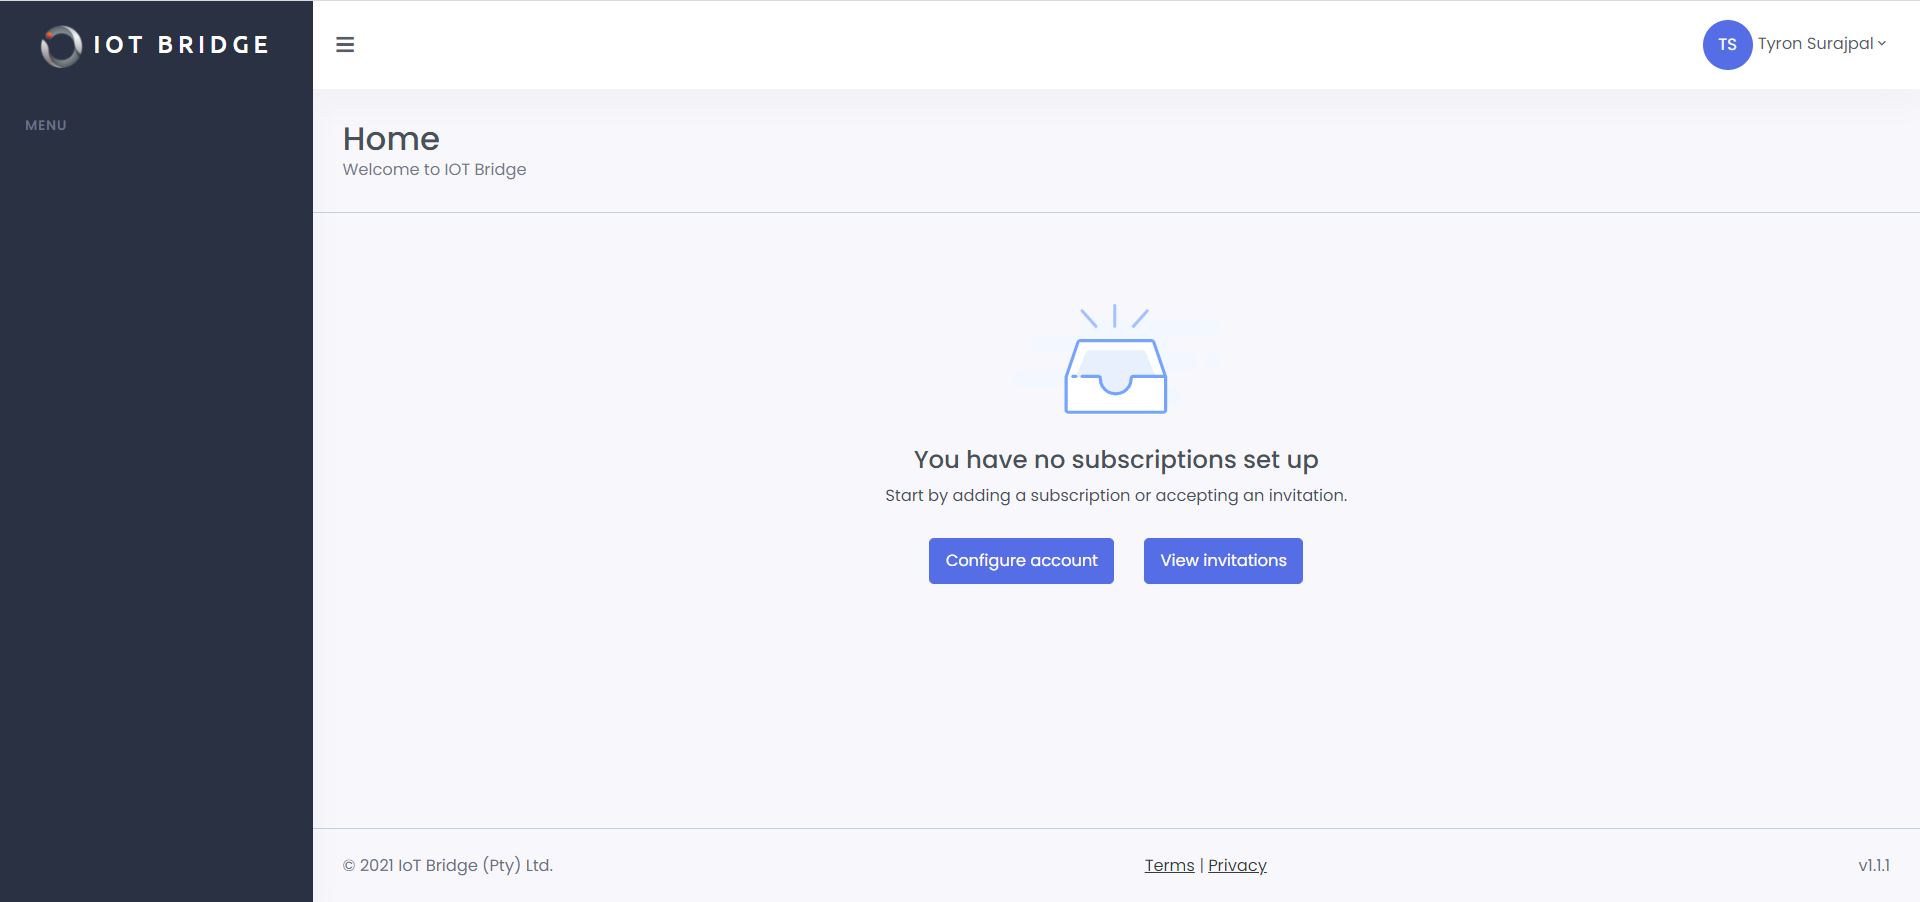 IOT BRIDGE
TS Tyron Surajpal
MENU
Home
Welcome to IOT Bridge
You have no subscriptions set up
Start by adding a subscription or accepting an invitation.
Configure account
View invitations
© 2021 IoT Bridge (Pty) Ltd.
Terms | Privacy
v1.1.1